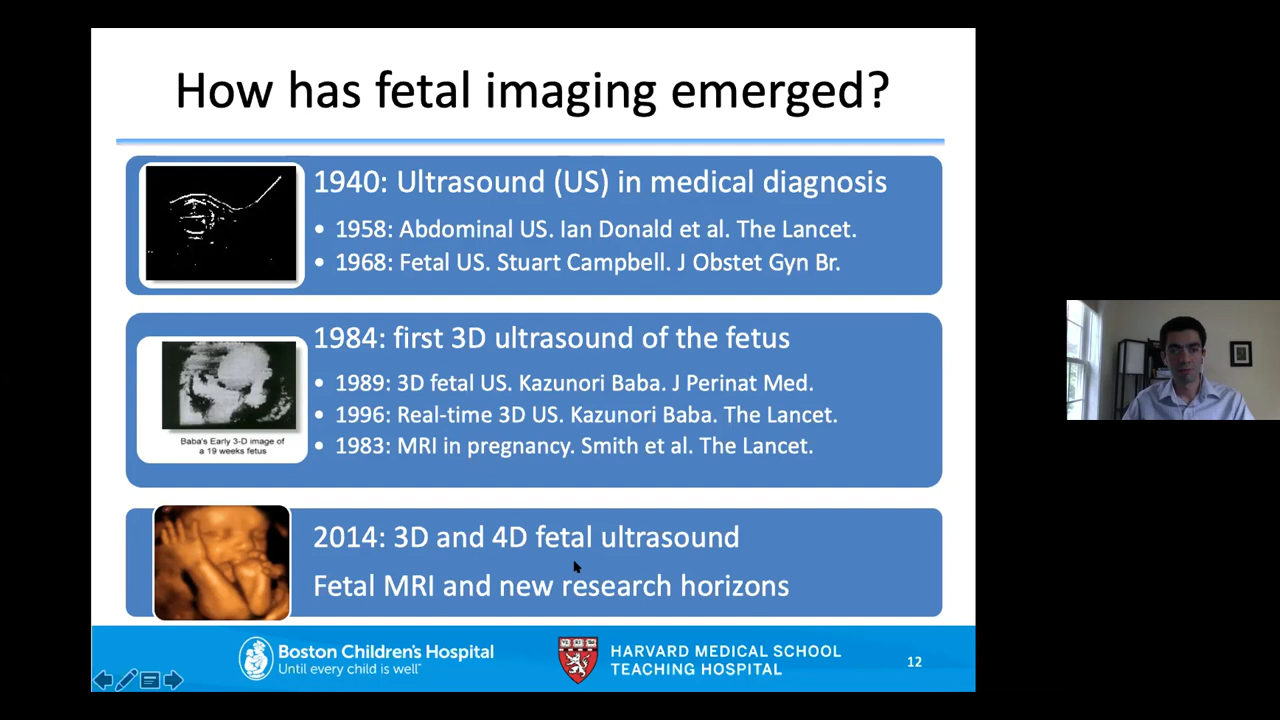 How has fetal imaging emerged?
1940: Ultrasound (US) in medical diagnosis
• 1958: Abdominal US. Ian Donald et al. The Lancet.
• 1968: Fetal US. Stuart Campbell. J Obstet Gyn Br.
1984: first 3D ultrasound of the fetus
• 1989: 3D fetal US. Kazunori Baba. J Perinat Med.
• 1996: Real-time 3D US. Kazunori Baba. The Lancet.
• 1983: MRI in pregnancy. Smith et al. The Lancet.
Baba's Early 3-D image of
a 19 weeks fetus
2014: 3D and 4D fetal ultrasound
Fetal MRI and new research horizons
Boston Children's Hospital
Until every child is well™
HARVARD MEDICAL SCHOOL
TEACHING HOSPITAL
12